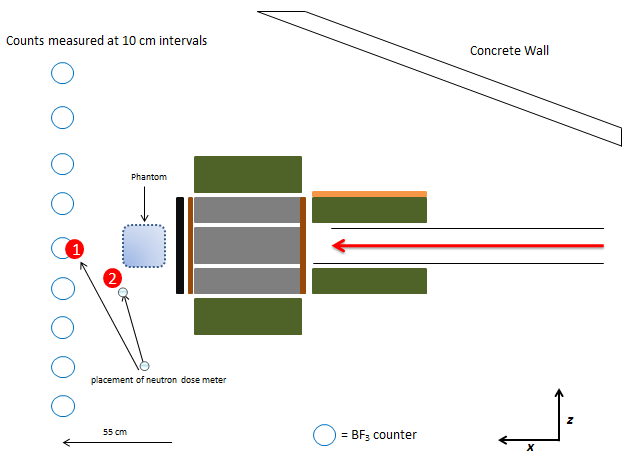 Counts measured at 10 cm intervals
Concrete Wall
Phantom
1
2
placement of neutron dose meter
55 cm
= BF₃ counter
z
x